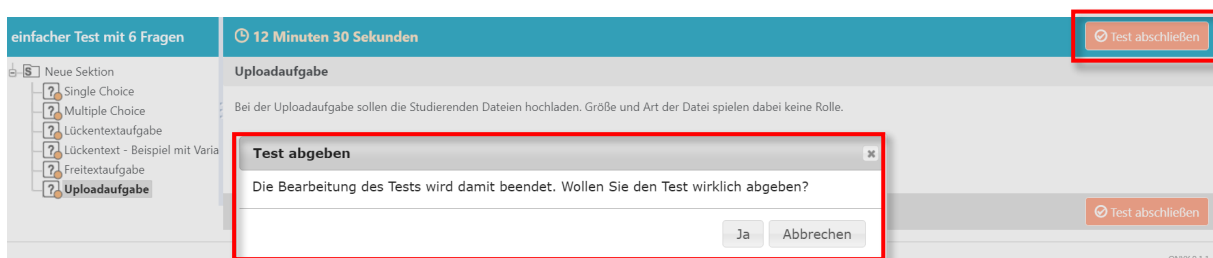 einfacher Test mit 6 Fragen
12 Minuten 30 Sekunden
Test abschließen
Neue Sektion
Single Choice
Multiple Choice
Lückentextaufgabe
Lückentext - Beispiel mit Varia
Freitextaufgabe
Uploadaufgabe
Uploadaufgabe
Bei der Uploadaufgabe sollen die Studierenden Dateien hochladen. Größe und Art der Datei spielen dabei keine Rolle.
Test abgeben
Die Bearbeitung des Tests wird damit beendet. Wollen Sie den Test wirklich abgeben?
Ja Abbrechen
Test abschließen